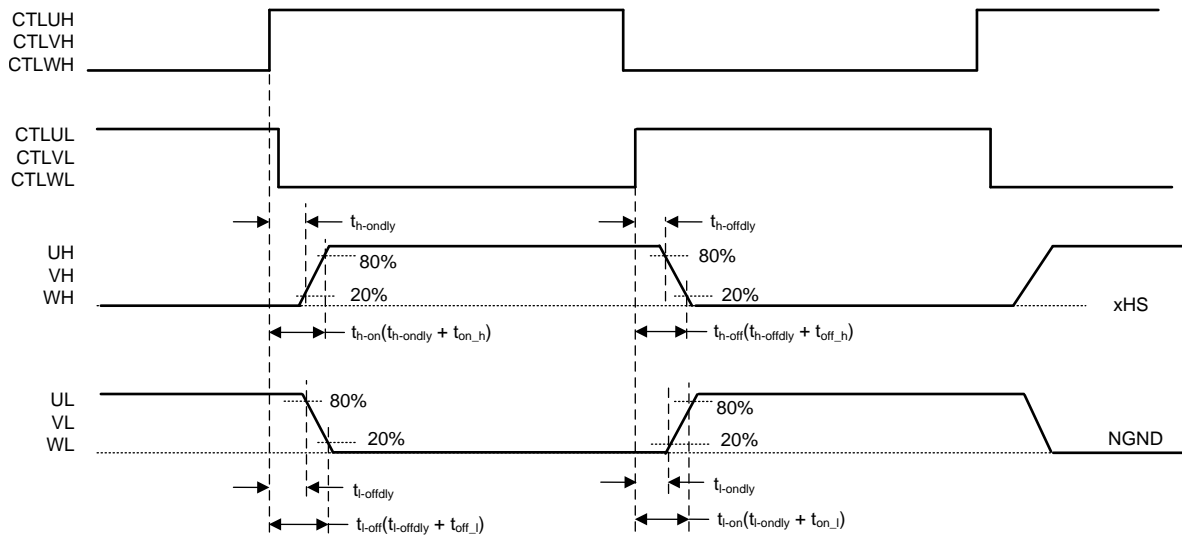 CTLUH
CTLVH
CTLWH
CTLUL
CTLVL
CTLWL
th-ondly
th-offdly
UH
VH
WH
80%
20%
80%
20%
xHS
th-on(th-ondly + ton_h)
th-off(th-offdly + toff_h)
UL
VL
WL
80%
20%
80%
20%
NGND
tl-offdly
tl-ondly
tl-off(tl-offdly + toff_l)
tl-on(tl-ondly + ton_l)